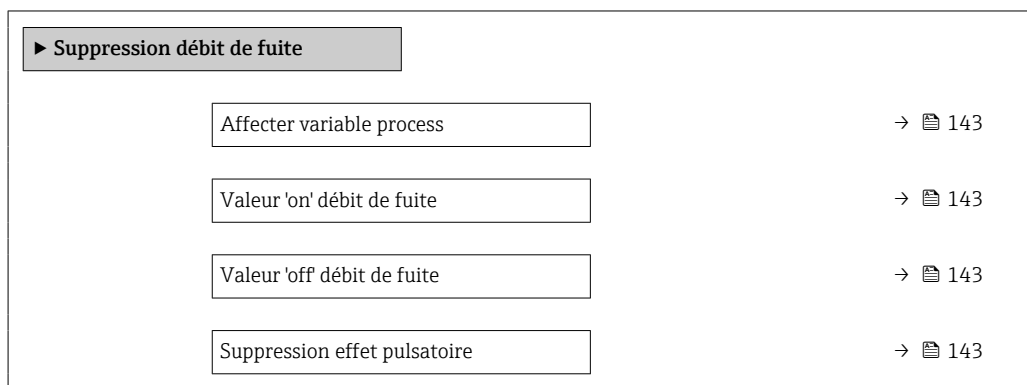 ▶ Suppression débit de fuite
Affecter variable process → 143
Valeur 'on' débit de fuite → 143
Valeur 'off' débit de fuite → 143
Suppression effet pulsatoire → 143